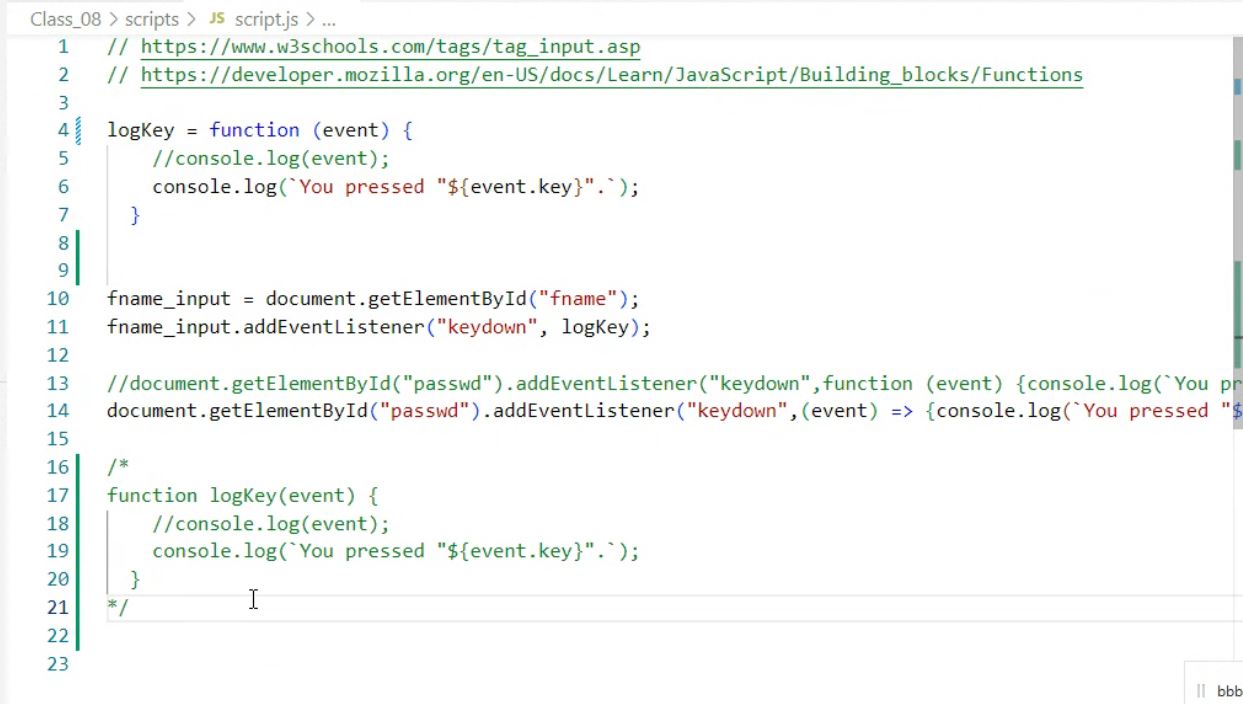 Class_08 > scripts > JS script.js > ...
1 // https://www.w3schools.com/tags/tag_input.asp
2 // https://developer.mozilla.org/en-US/docs/Learn/JavaScript/Building_blocks/Functions
3
4 logKey = function (event) {
5 //console.log(event);
6 console.log(`You pressed "${event.key}".`);
7 }
8
9
10 fname_input = document.getElementById("fname");
11 fname_input.addEventListener("keydown", logKey);
12
13 //document.getElementById("passwd").addEventListener("keydown",function (event) {console.log(`You pr
14 document.getElementById("passwd").addEventListener("keydown",(event) => {console.log(`You pressed "$
15
16 /*
17 function logKey(event) {
18 //console.log(event);
19 console.log(`You pressed "${event.key}".`);
20 }
21 */
22
23
bbb